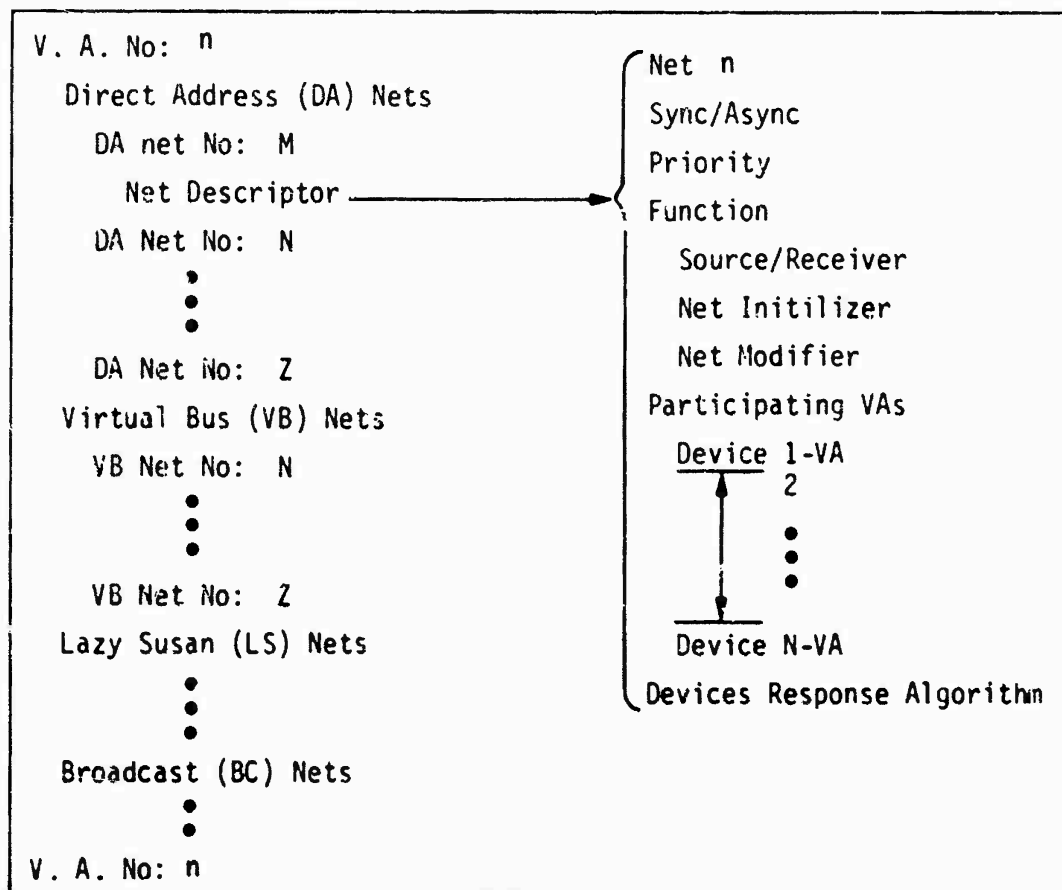 V. A. No: n
Direct Address (DA) Nets
DA net No: M
Net Descriptor
DA Net No: N
DA Net No: Z
Virtual Bus (VB) Nets
VB Net No: N
VB Net No: Z
Lazy Susan (LS) Nets
Broadcast (BC) Nets
V. A. No: n
Net n
Sync/Async
Priority
Function
Source/Receiver
Net Initilizer
Net Modifier
Participating VAs
Device 1-VA
2
Device N-VA
Devices Response Algorithm